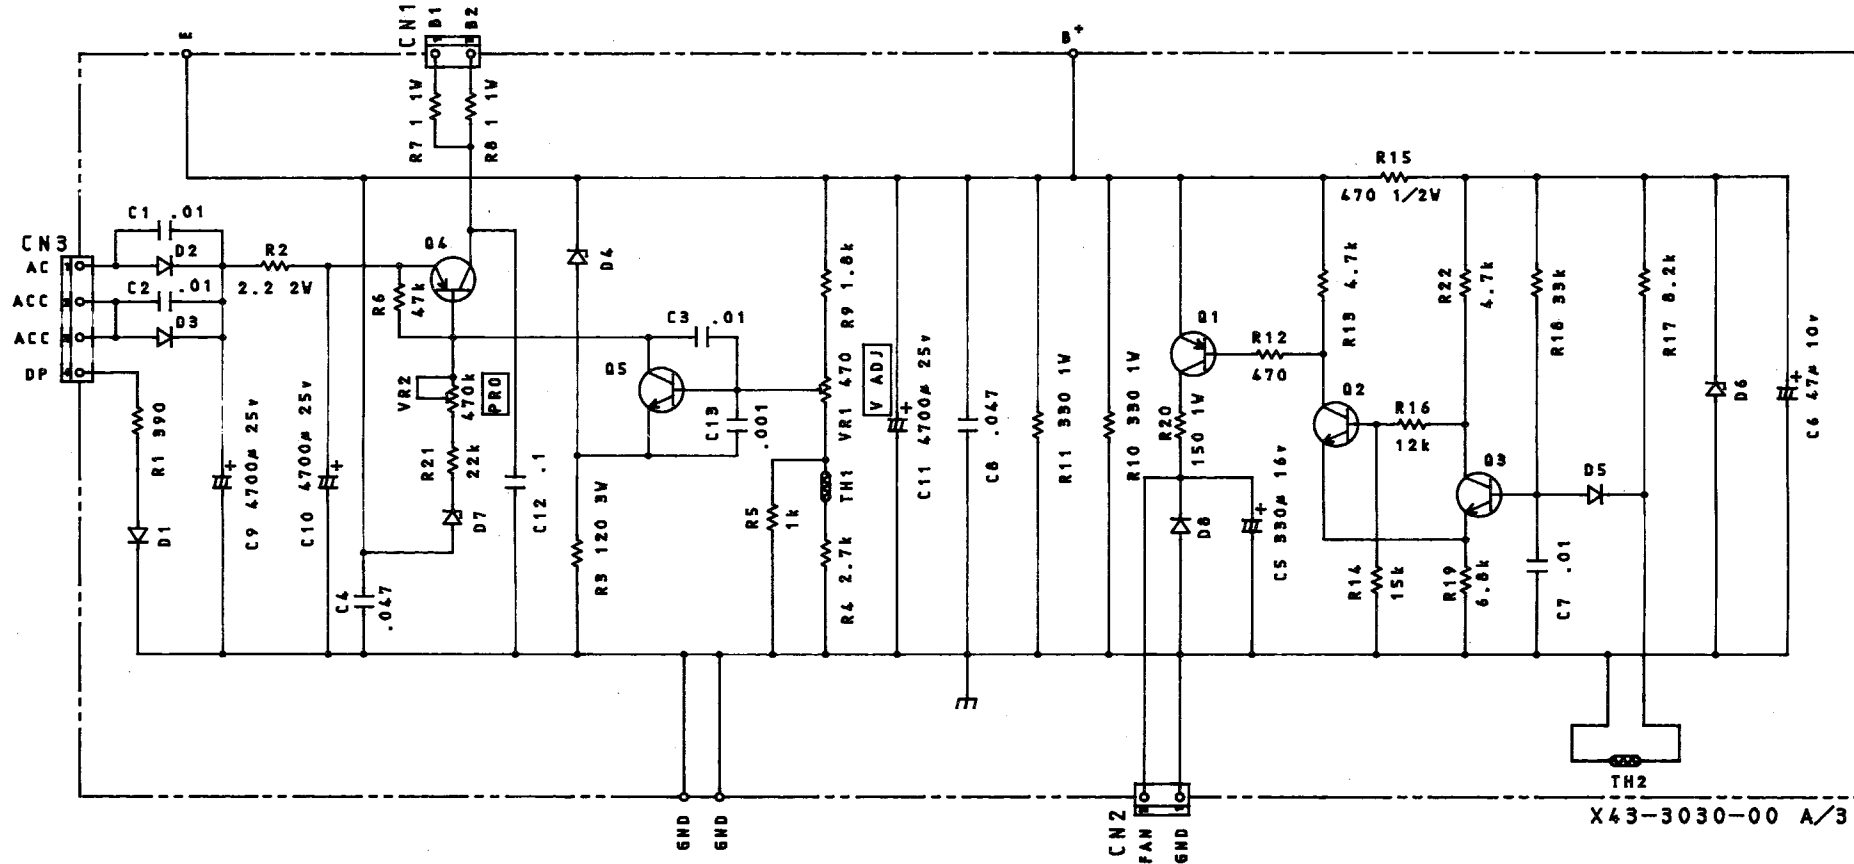 CN1
B1
B2
E
B+
R7 1 1W
R8 1 1W
R15
470 1/2W
C1 .01
CN3
D2
AC
1
R2
2.2 2W
Q4
D4
R9 1.8k
R13 4.7k
R22
4.7k
R18 33k
R17 8.2k
C2 .01
ACC
2
R6
47k
D3
ACC
3
C3 .01
Q1
R12
470
DP
4
VR2
470k
PRO
Q5
VR1 470
V ADJ
D6
C6 47μ 10v
Q2
R16
12k
R1 390
C9 4700μ 25v
C10 4700μ 25v
R21
22k
C12 .1
C13
.001
TH1
C11 4700μ 25v
C8 .047
R11 330 1W
R10 330 1W
R20
150 1W
Q3
D5
D1
D7
R5
1k
D8
C5 330μ 16v
C4
.047
R3 120 3W
R4 2.7k
R14
15k
R19
6.8k
C7 .01
TH2
GND
GND
CN2
2
1
FAN
GND
X43-3030-00 A/3